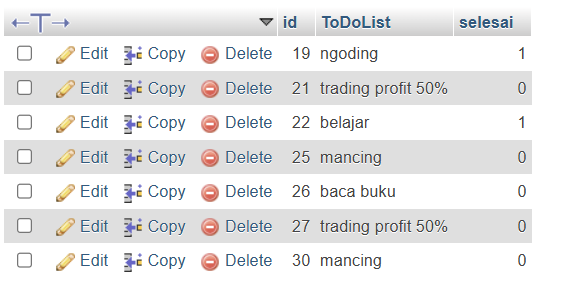 id ToDoList selesai
Edit Copy Delete 19 ngoding 1
Edit Copy Delete 21 trading profit 50% 0
Edit Copy Delete 22 belajar 1
Edit Copy Delete 25 mancing 0
Edit Copy Delete 26 baca buku 0
Edit Copy Delete 27 trading profit 50% 0
Edit Copy Delete 30 mancing 0